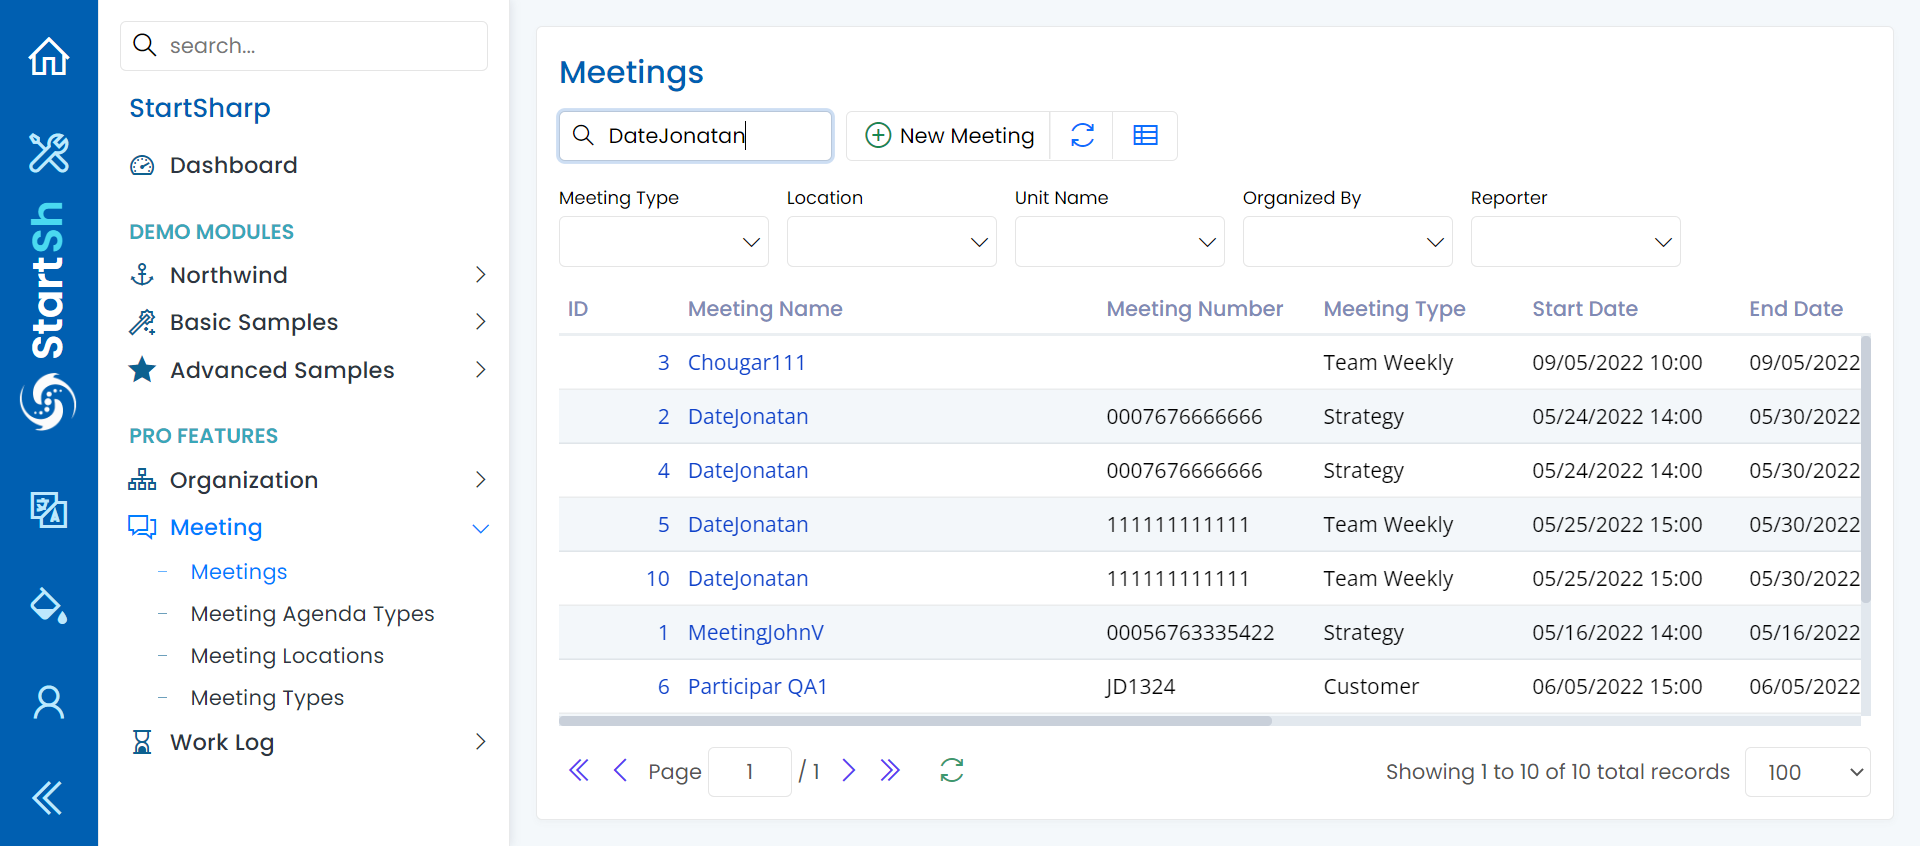 StartSh
search...
StartSharp
Dashboard
DEMO MODULES
Northwind
Basic Samples
Advanced Samples
PRO FEATURES
Organization
Meeting
Meetings
Meeting Agenda Types
Meeting Locations
Meeting Types
Work Log
Meetings
DateJonatan New Meeting
Meeting Type Location Unit Name Organized By Reporter
ID Meeting Name Meeting Number Meeting Type Start Date End Date
3 Chougar111 Team Weekly 09/05/2022 10:00 09/05/2022
2 DateJonatan 0007676666666 Strategy 05/24/2022 14:00 05/30/2022
4 DateJonatan 0007676666666 Strategy 05/24/2022 14:00 05/30/2022
5 DateJonatan 111111111111 Team Weekly 05/25/2022 15:00 05/30/2022
10 DateJonatan 111111111111 Team Weekly 05/25/2022 15:00 05/30/2022
1 MeetingJohnV 00056763335422 Strategy 05/16/2022 14:00 05/16/2022
6 Participar QA1 JD1324 Customer 06/05/2022 15:00 06/05/2022
Page 1 / 1 Showing 1 to 10 of 10 total records 100